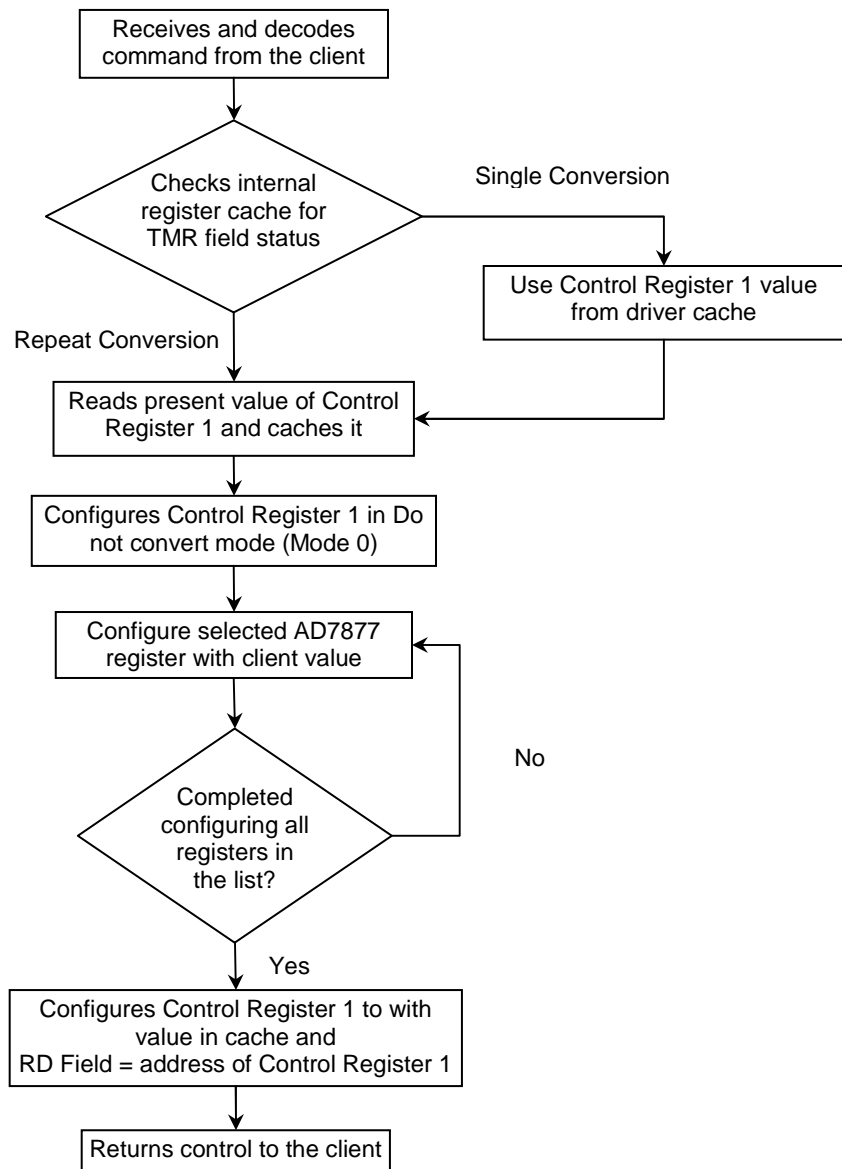 Receives and decodes
command from the client
Checks internal
register cache for
TMR field status
Single Conversion
Use Control Register 1 value
from driver cache
Repeat Conversion
Reads present value of Control
Register 1 and caches it
Configures Control Register 1 in Do
not convert mode (Mode 0)
Configure selected AD7877
register with client value
No
Completed
configuring all
registers in
the list?
Yes
Configures Control Register 1 to with
value in cache and
RD Field = address of Control Register 1
Returns control to the client